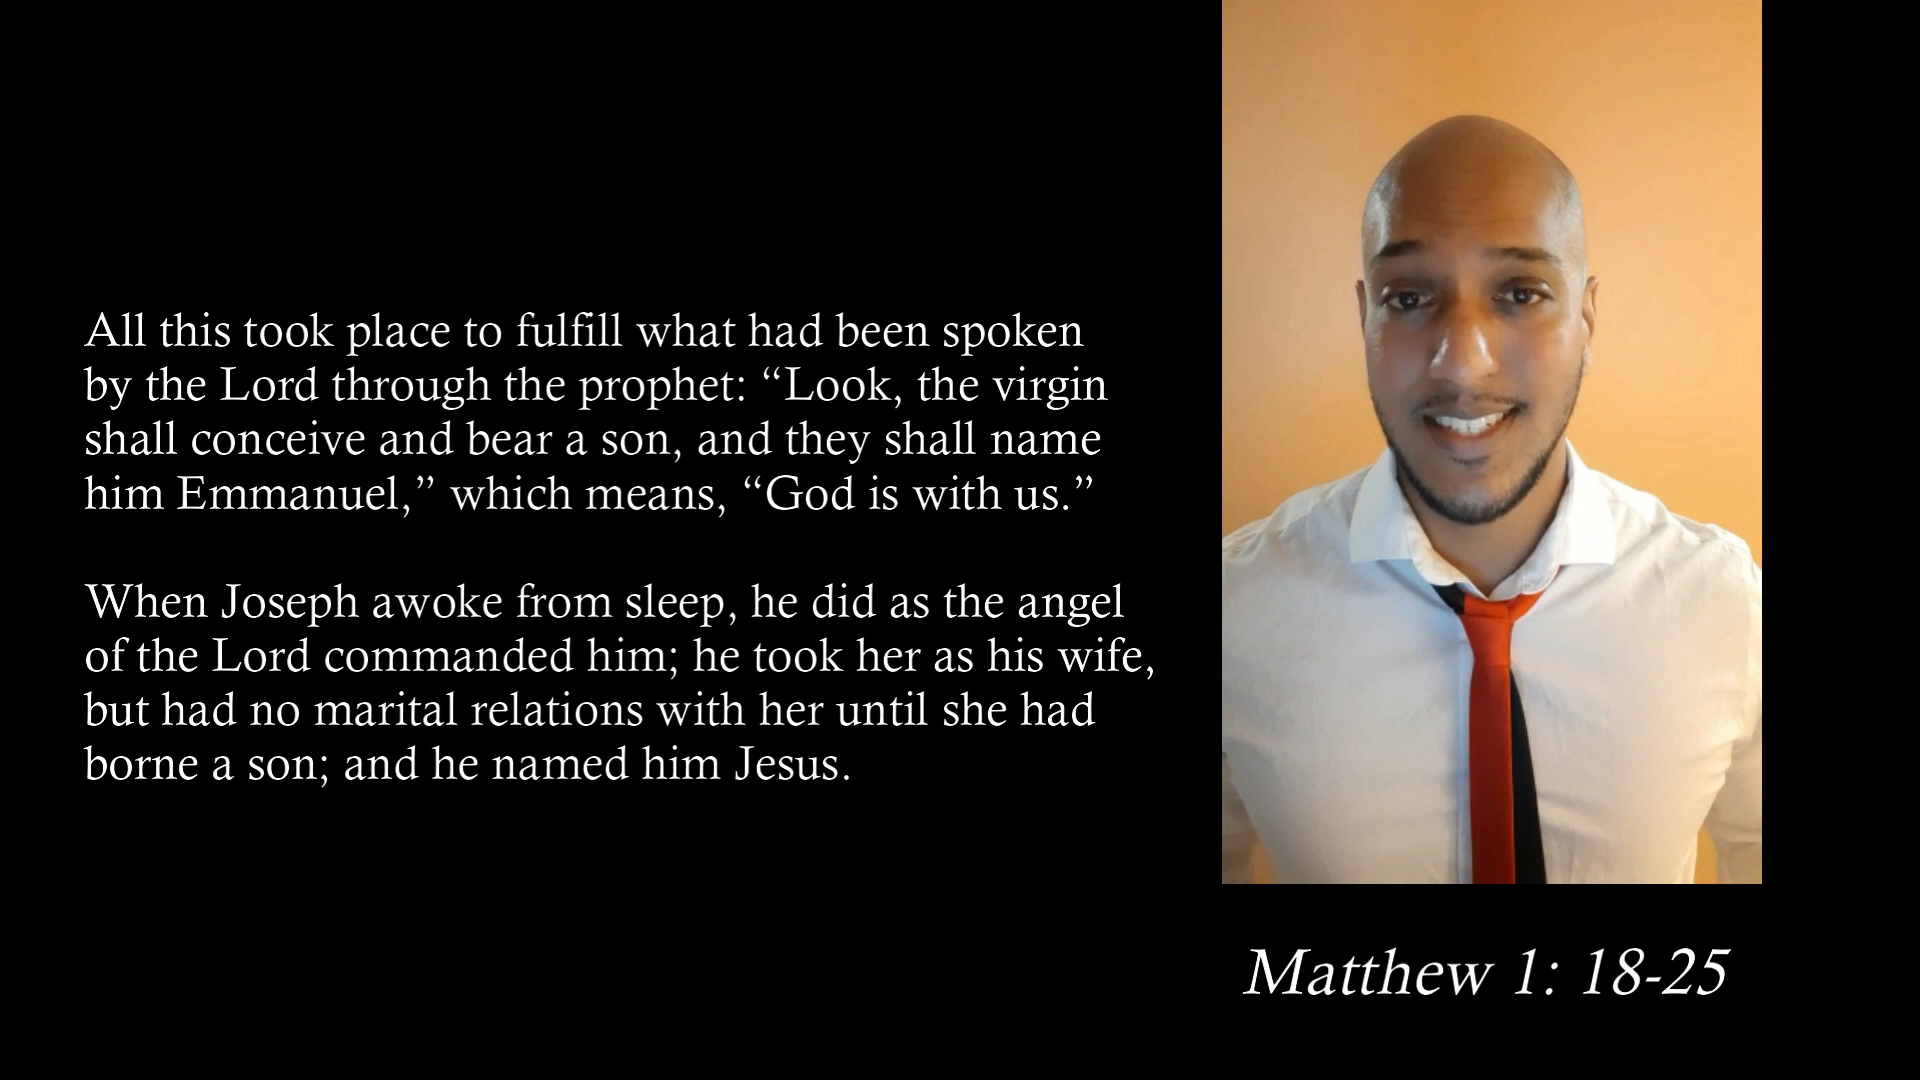 All this took place to fulfill what had been spoken
by the Lord through the prophet: “Look, the virgin
shall conceive and bear a son, and they shall name
him Emmanuel,” which means, “God is with us.”
When Joseph awoke from sleep, he did as the angel
of the Lord commanded him; he took her as his wife,
but had no marital relations with her until she had
borne a son; and he named him Jesus.
Matthew 1: 18-25